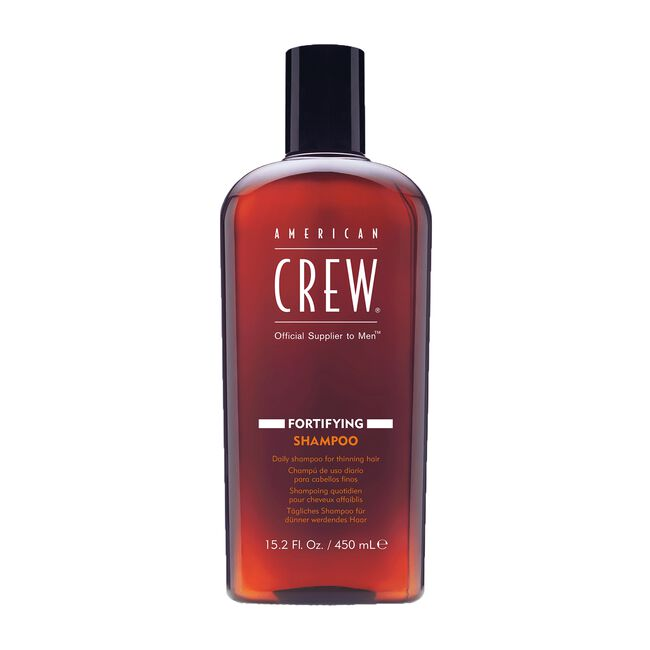 AMERICAN
CREW®
Official Supplier to Men™
FORTIFYING
SHAMPOO
Daily shampoo for thinning hair
Champú de uso diario
para cabellos finos
Shampooing quotidien
pour cheveux affaiblis
Tägliches Shampoo für
dünner werdendes Haar
15.2 Fl. Oz. / 450 mL℮